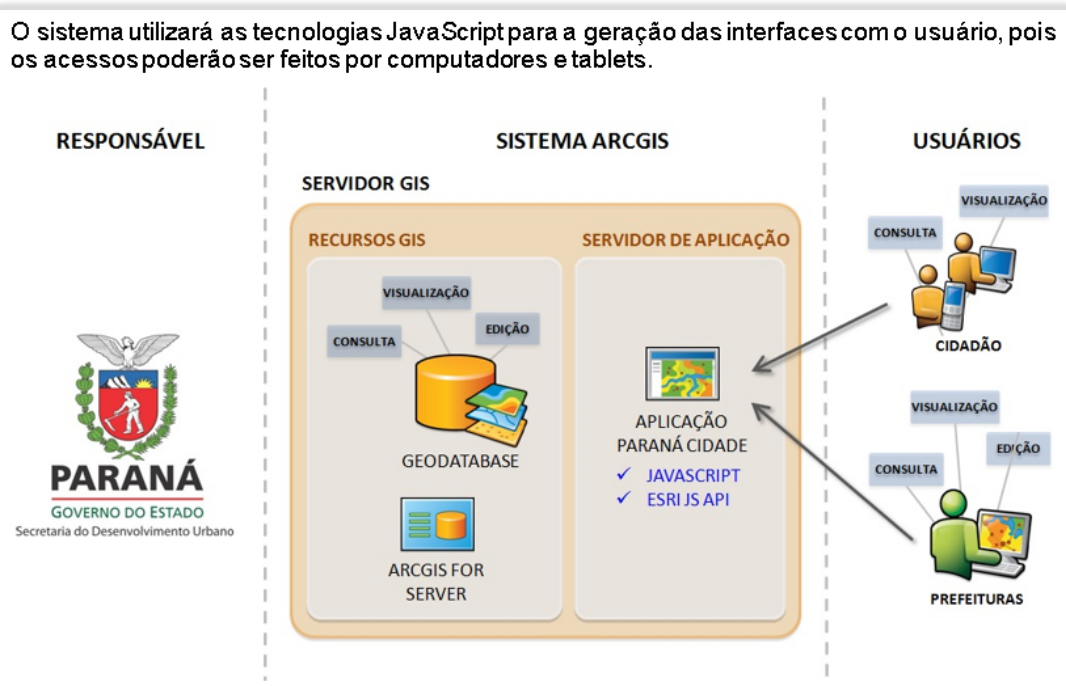 O sistema utilizará as tecnologias JavaScript para a geração das interfaces com o usuário, pois
os acessos poderão ser feitos por computadores e tablets.
RESPONSÁVEL
PARANÁ
GOVERNO DO ESTADO
Secretaria do Desenvolvimento Urbano
SISTEMA ARCGIS
SERVIDOR GIS
RECURSOS GIS
VISUALIZAÇÃO
CONSULTA
EDIÇÃO
GEODATABASE
ARCGIS FOR
SERVER
SERVIDOR DE APLICAÇÃO
APLICAÇÃO
PARANÁ CIDADE
✓ JAVASCRIPT
✓ ESRI JS API
USUÁRIOS
VISUALIZAÇÃO
CONSULTA
CIDADÃO
VISUALIZAÇÃO
EDIÇÃO
CONSULTA
PREFEITURAS